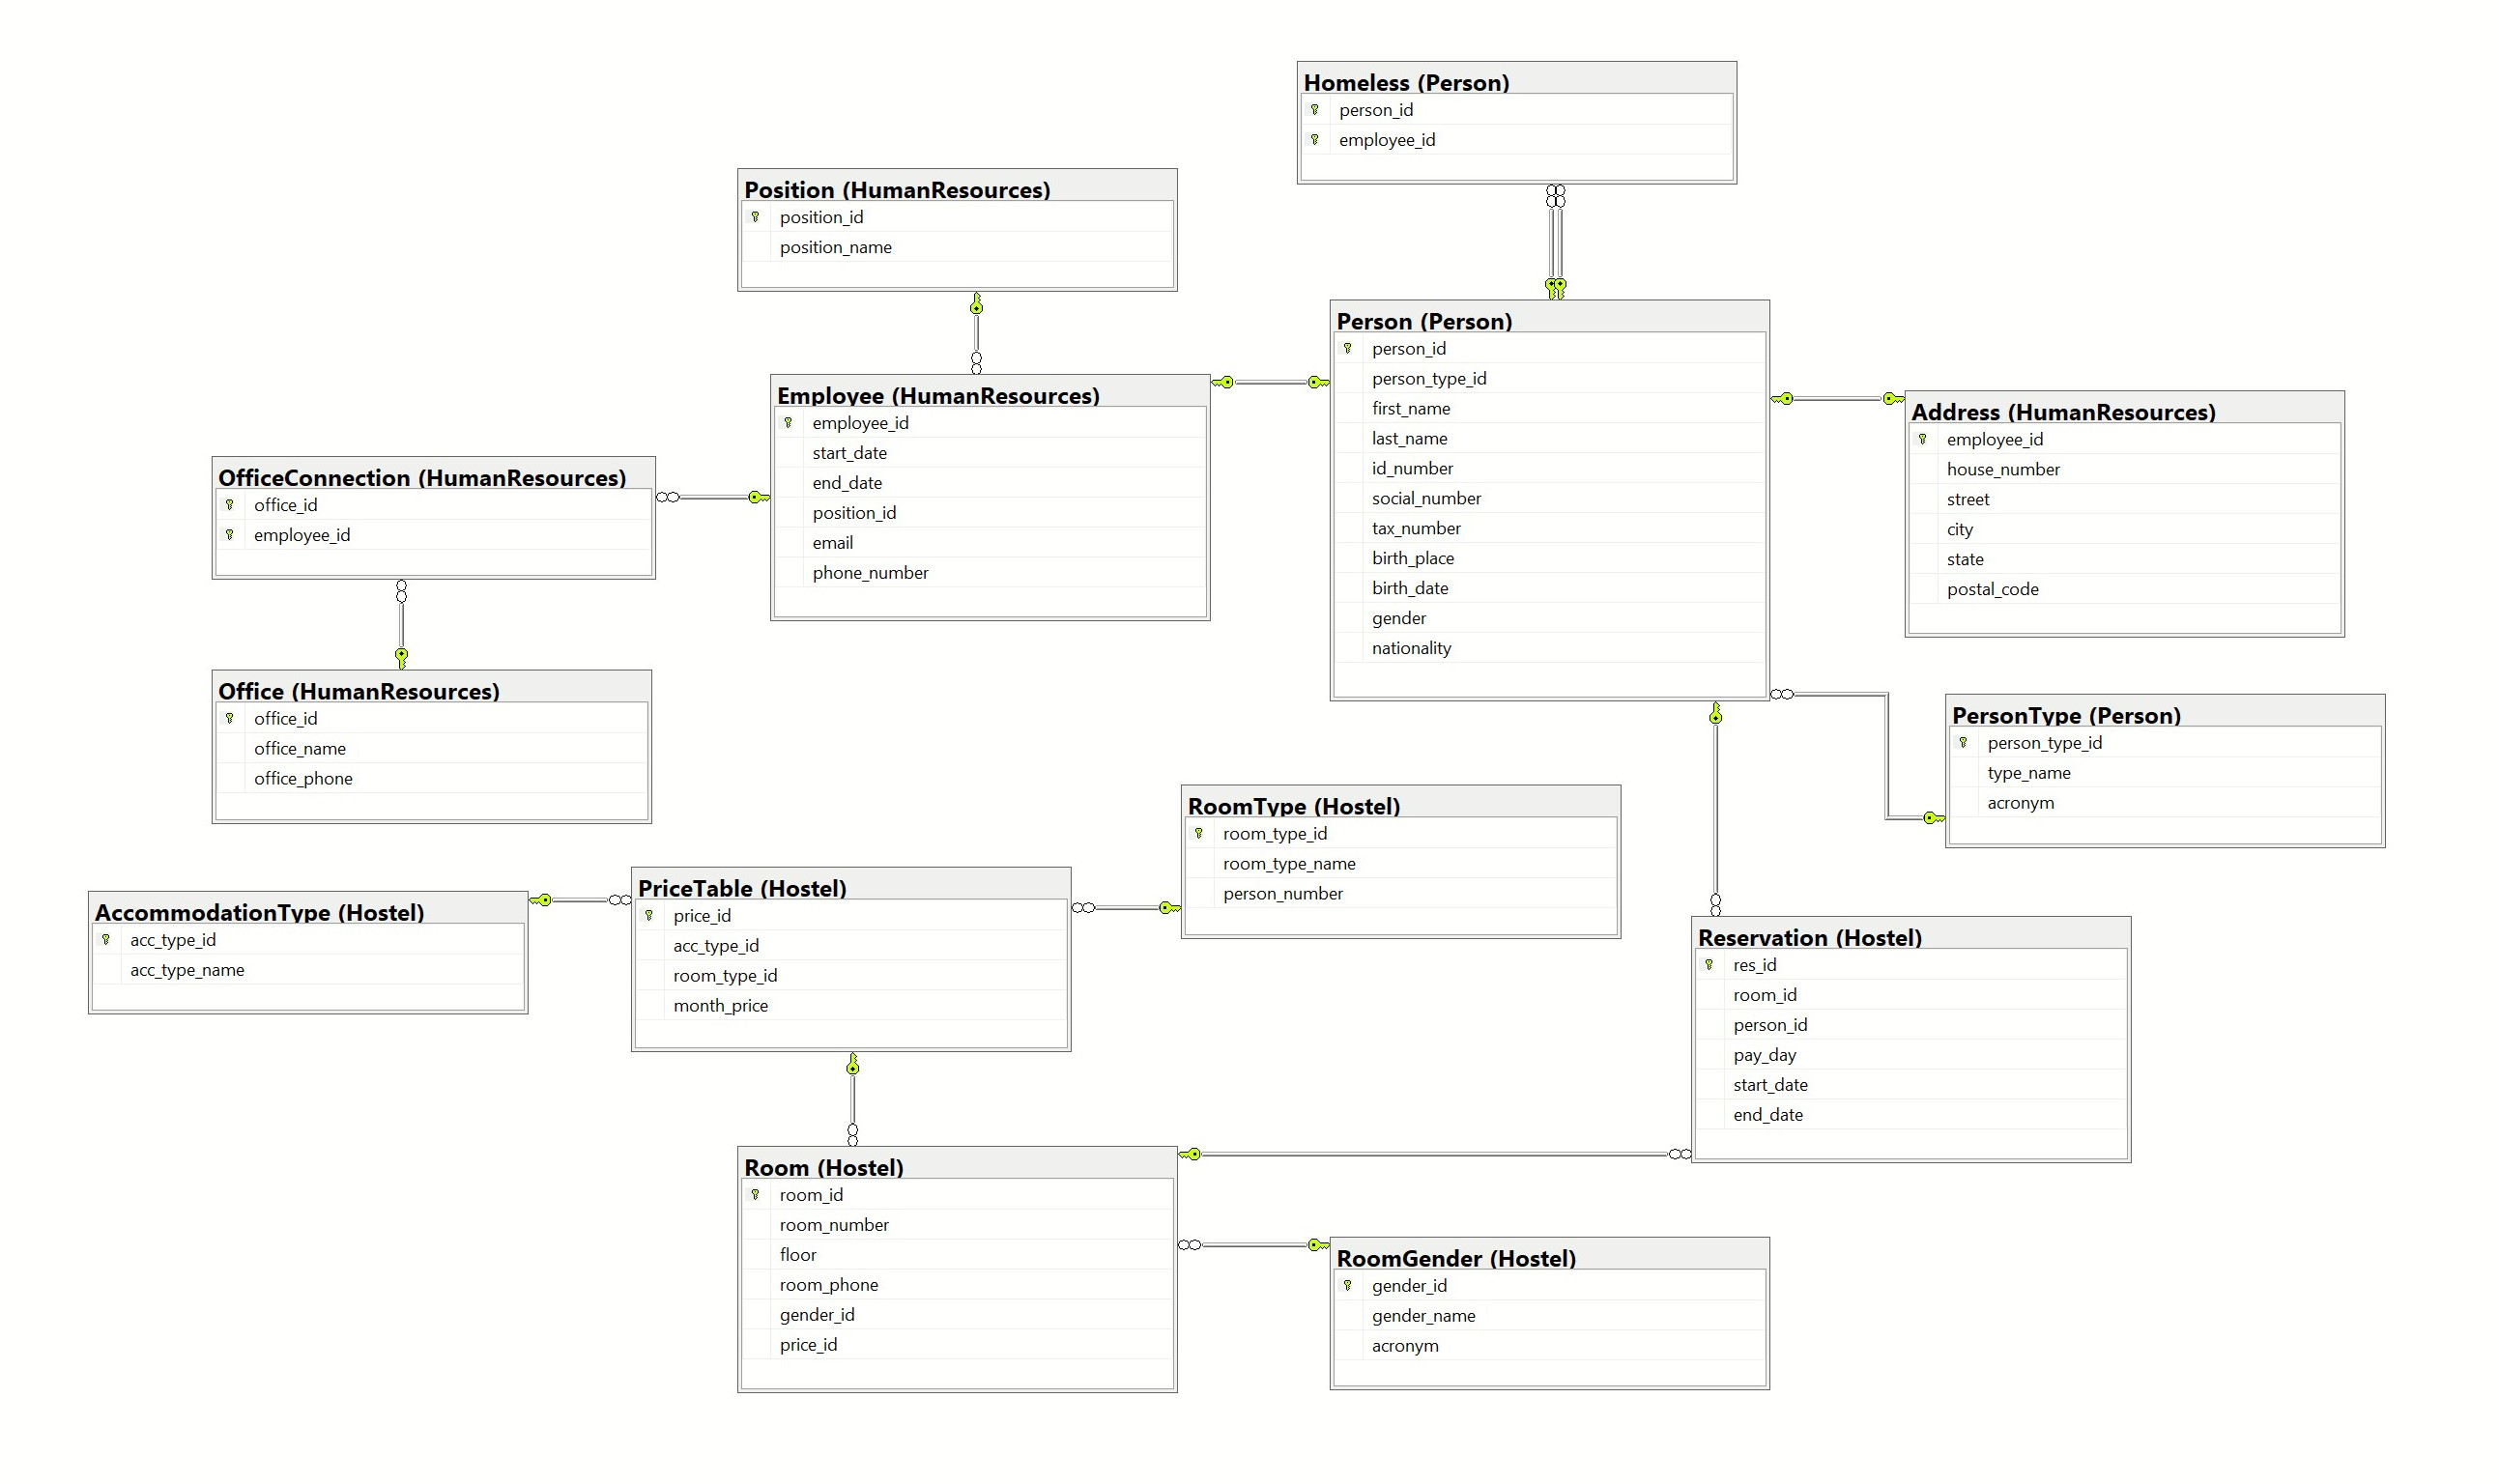 Homeless (Person)
person_id
employee_id
Position (HumanResources)
position_id
position_name
Person (Person)
person_id
person_type_id
first_name
last_name
id_number
social_number
tax_number
birth_place
birth_date
gender
nationality
Employee (HumanResources)
employee_id
start_date
end_date
position_id
email
phone_number
Address (HumanResources)
employee_id
house_number
street
city
state
postal_code
OfficeConnection (HumanResources)
office_id
employee_id
Office (HumanResources)
office_id
office_name
office_phone
PersonType (Person)
person_type_id
type_name
acronym
RoomType (Hostel)
room_type_id
room_type_name
person_number
PriceTable (Hostel)
price_id
acc_type_id
room_type_id
month_price
AccommodationType (Hostel)
acc_type_id
acc_type_name
Reservation (Hostel)
res_id
room_id
person_id
pay_day
start_date
end_date
Room (Hostel)
room_id
room_number
floor
room_phone
gender_id
price_id
RoomGender (Hostel)
gender_id
gender_name
acronym